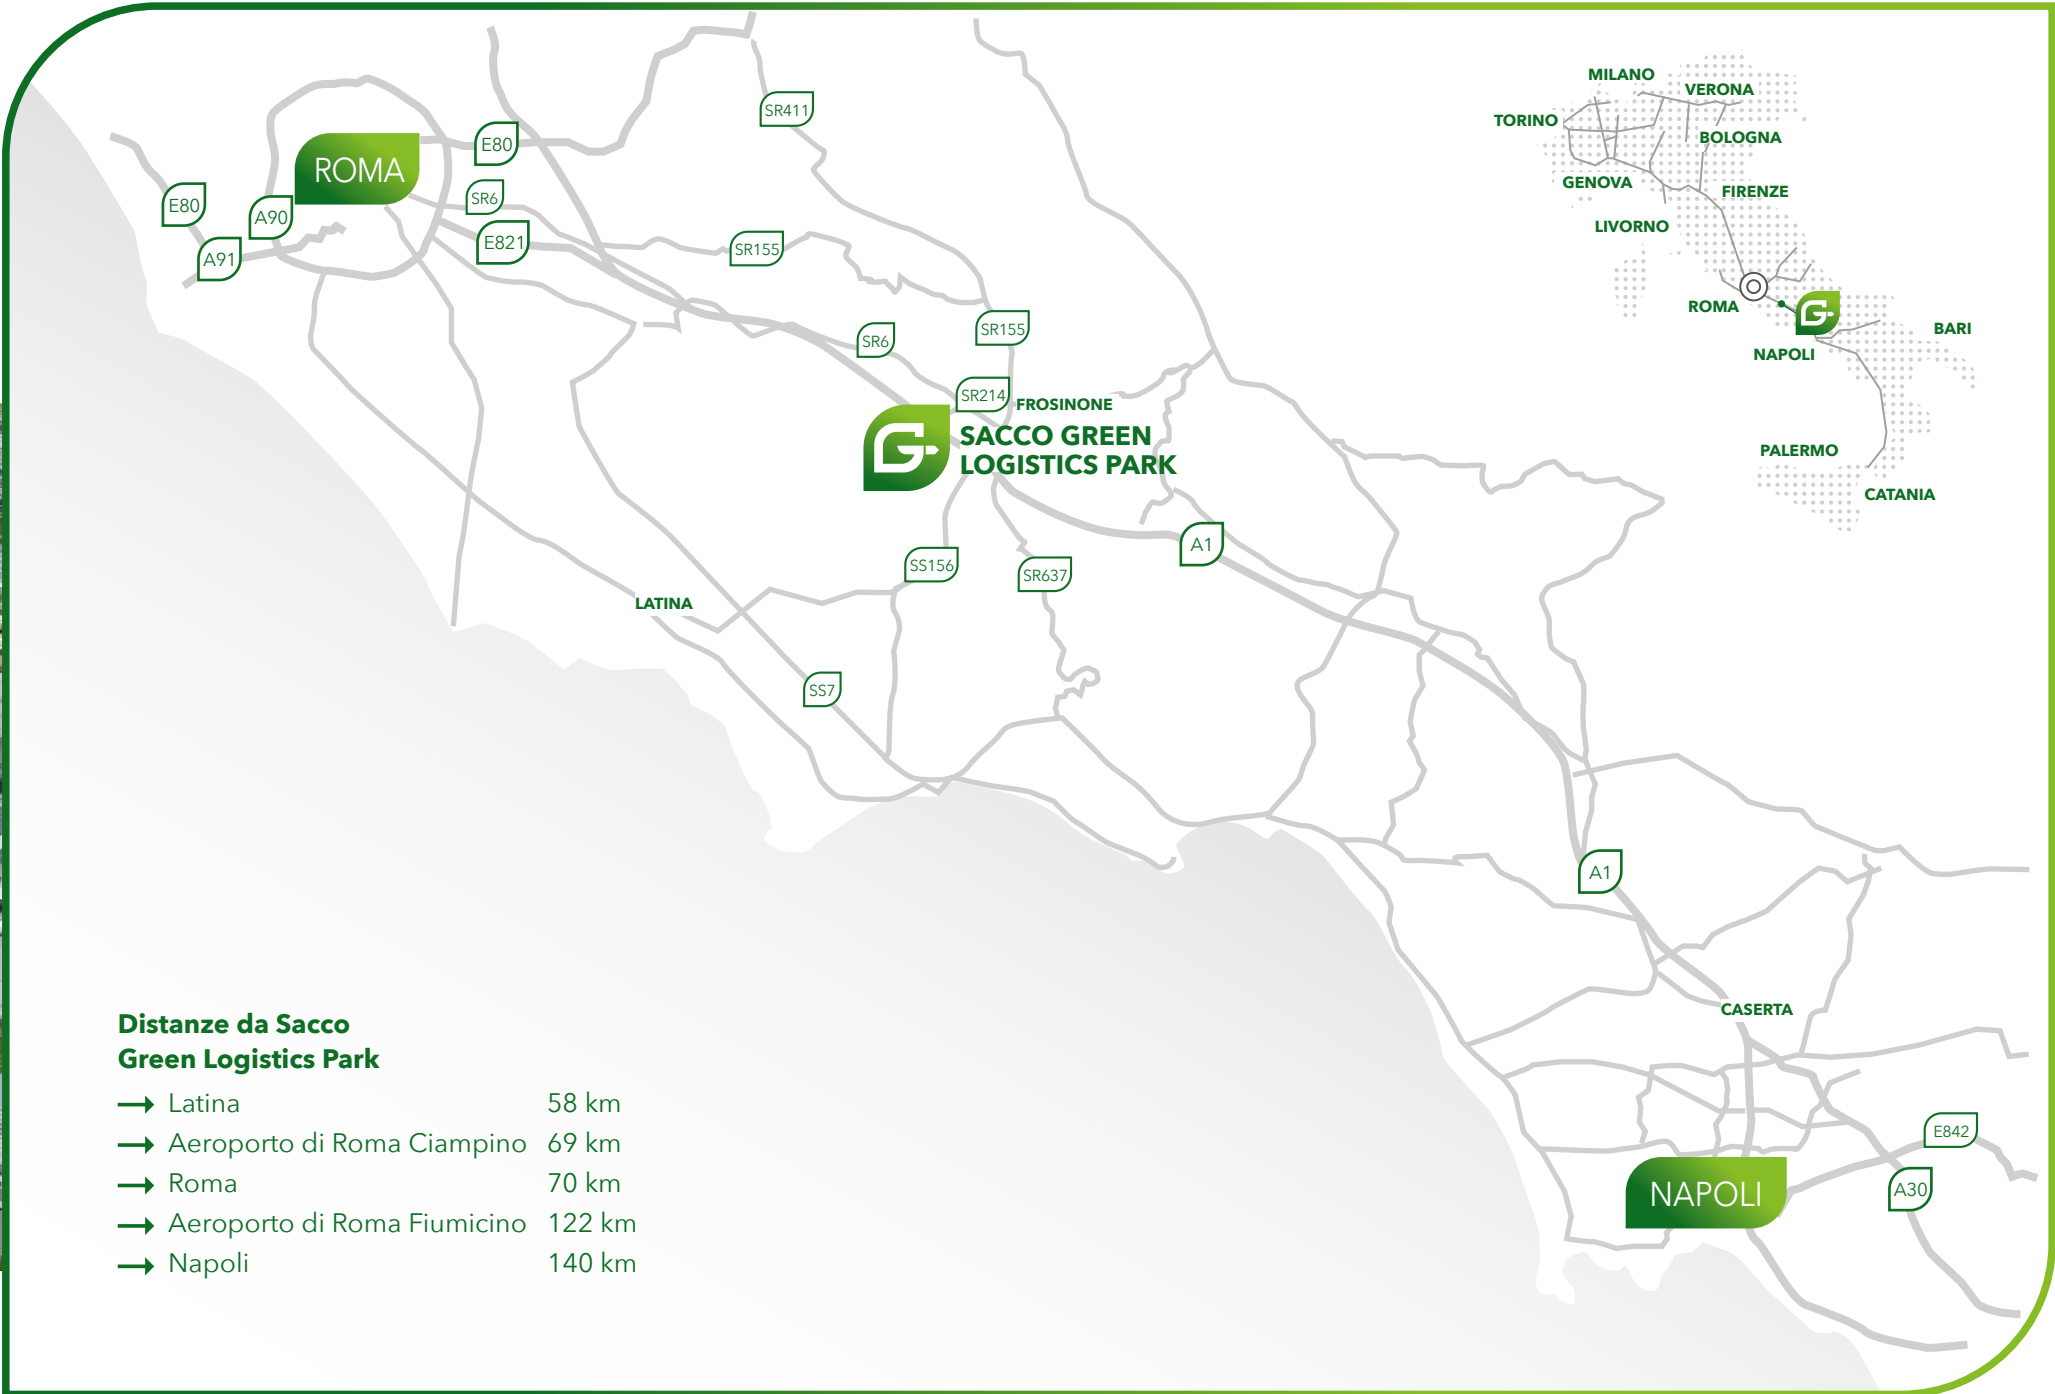 MILANO
VERONA
TORINO
BOLOGNA
GENOVA
FIRENZE
LIVORNO
ROMA
BARI
NAPOLI
PALERMO
CATANIA
SR411
E80
ROMA
SR6
E80
A90
E821
SR155
A91
SR155
SR6
SR214
FROSINONE
SACCO GREEN
LOGISTICS PARK
A1
SS156
SR637
LATINA
SS7
A1
CASERTA
E842
NAPOLI
A30
Distanze da Sacco
Green Logistics Park
Latina 58 km
Aeroporto di Roma Ciampino 69 km
Roma 70 km
Aeroporto di Roma Fiumicino 122 km
Napoli 140 km